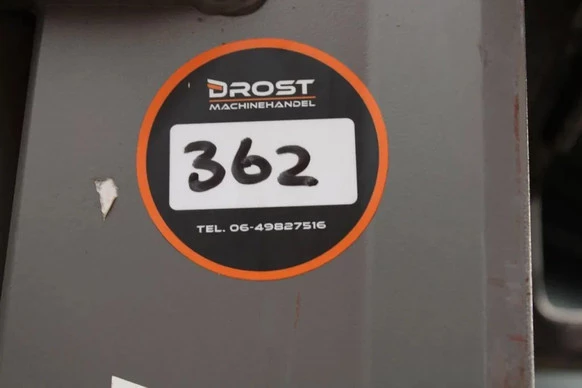 DROST
MACHINEHANDEL
362
TEL. 06-49827516